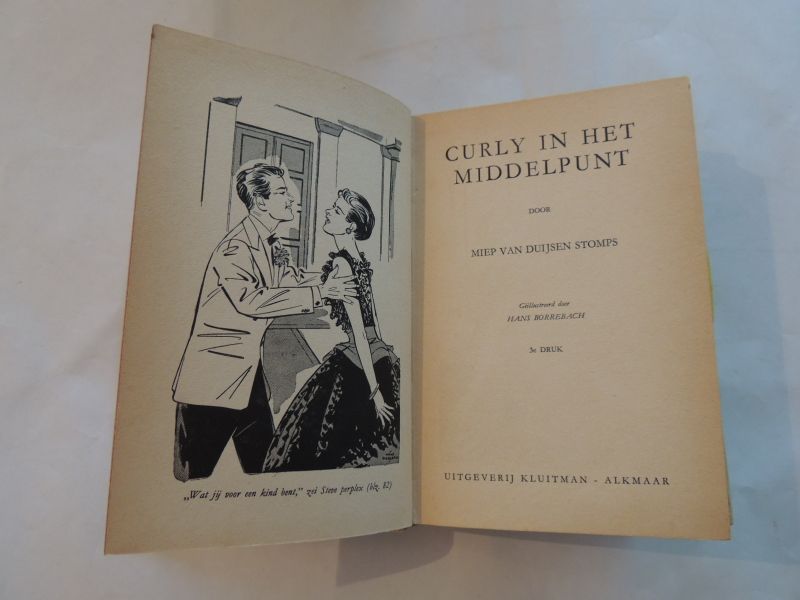 „Wat jij voor een kind bent,” zei Steve perplex (blz. 82)
CURLY IN HET
MIDDELPUNT
DOOR
MIEP VAN DUIJSEN STOMPS
Geïllustreerd door
HANS BORREBACH
3e DRUK
UITGEVERIJ KLUITMAN - ALKMAAR